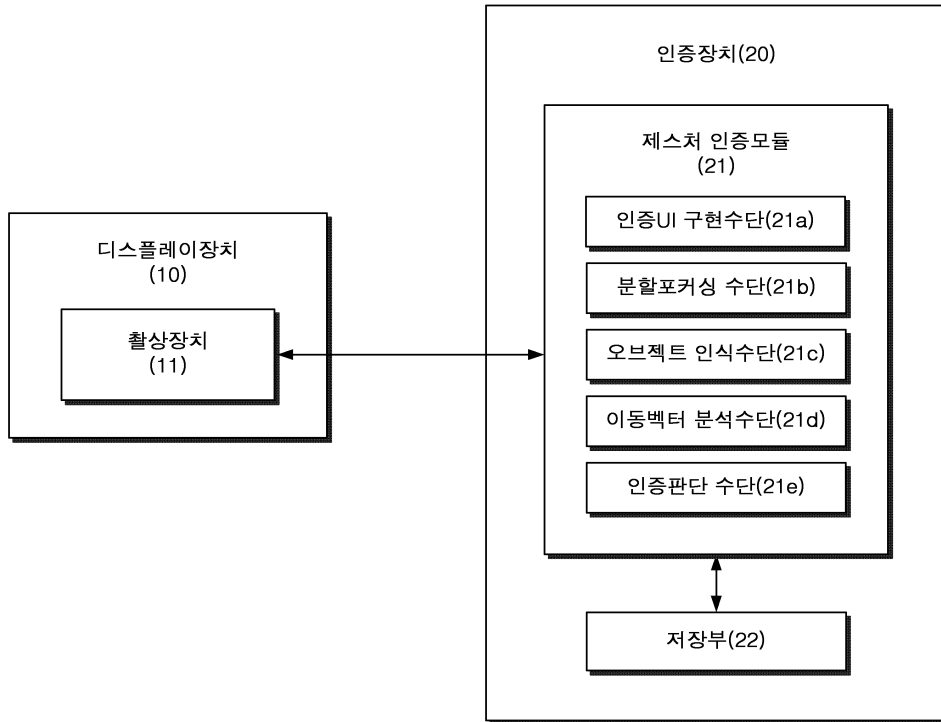 인증장치(20)
제스처 인증모듈
(21)
인증UI 구현수단(21a)
분할포커싱 수단(21b)
오브젝트 인식수단(21c)
이동벡터 분석수단(21d)
인증판단 수단(21e)
저장부(22)
디스플레이장치
(10)
촬상장치
(11)